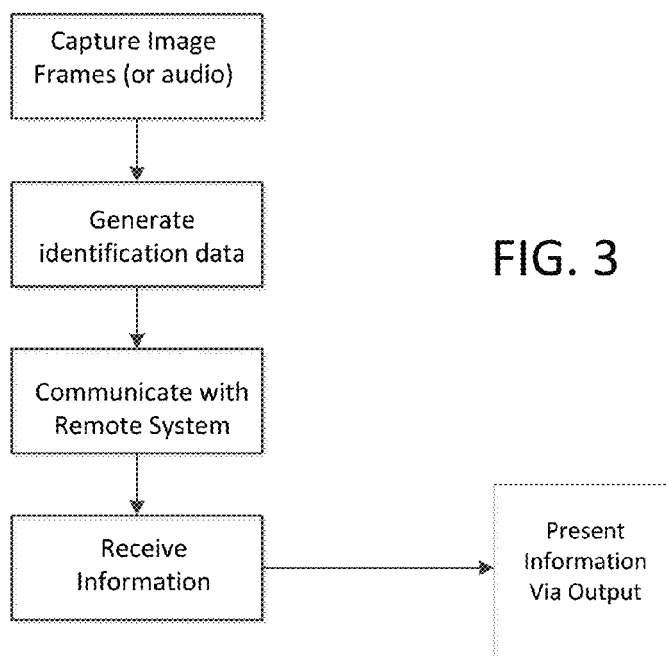 Capture Image
Frames (or audio)
Generate
identification data
FIG. 3
Communicate with
Remote System
Receive
Information
Present
Information
Via Output